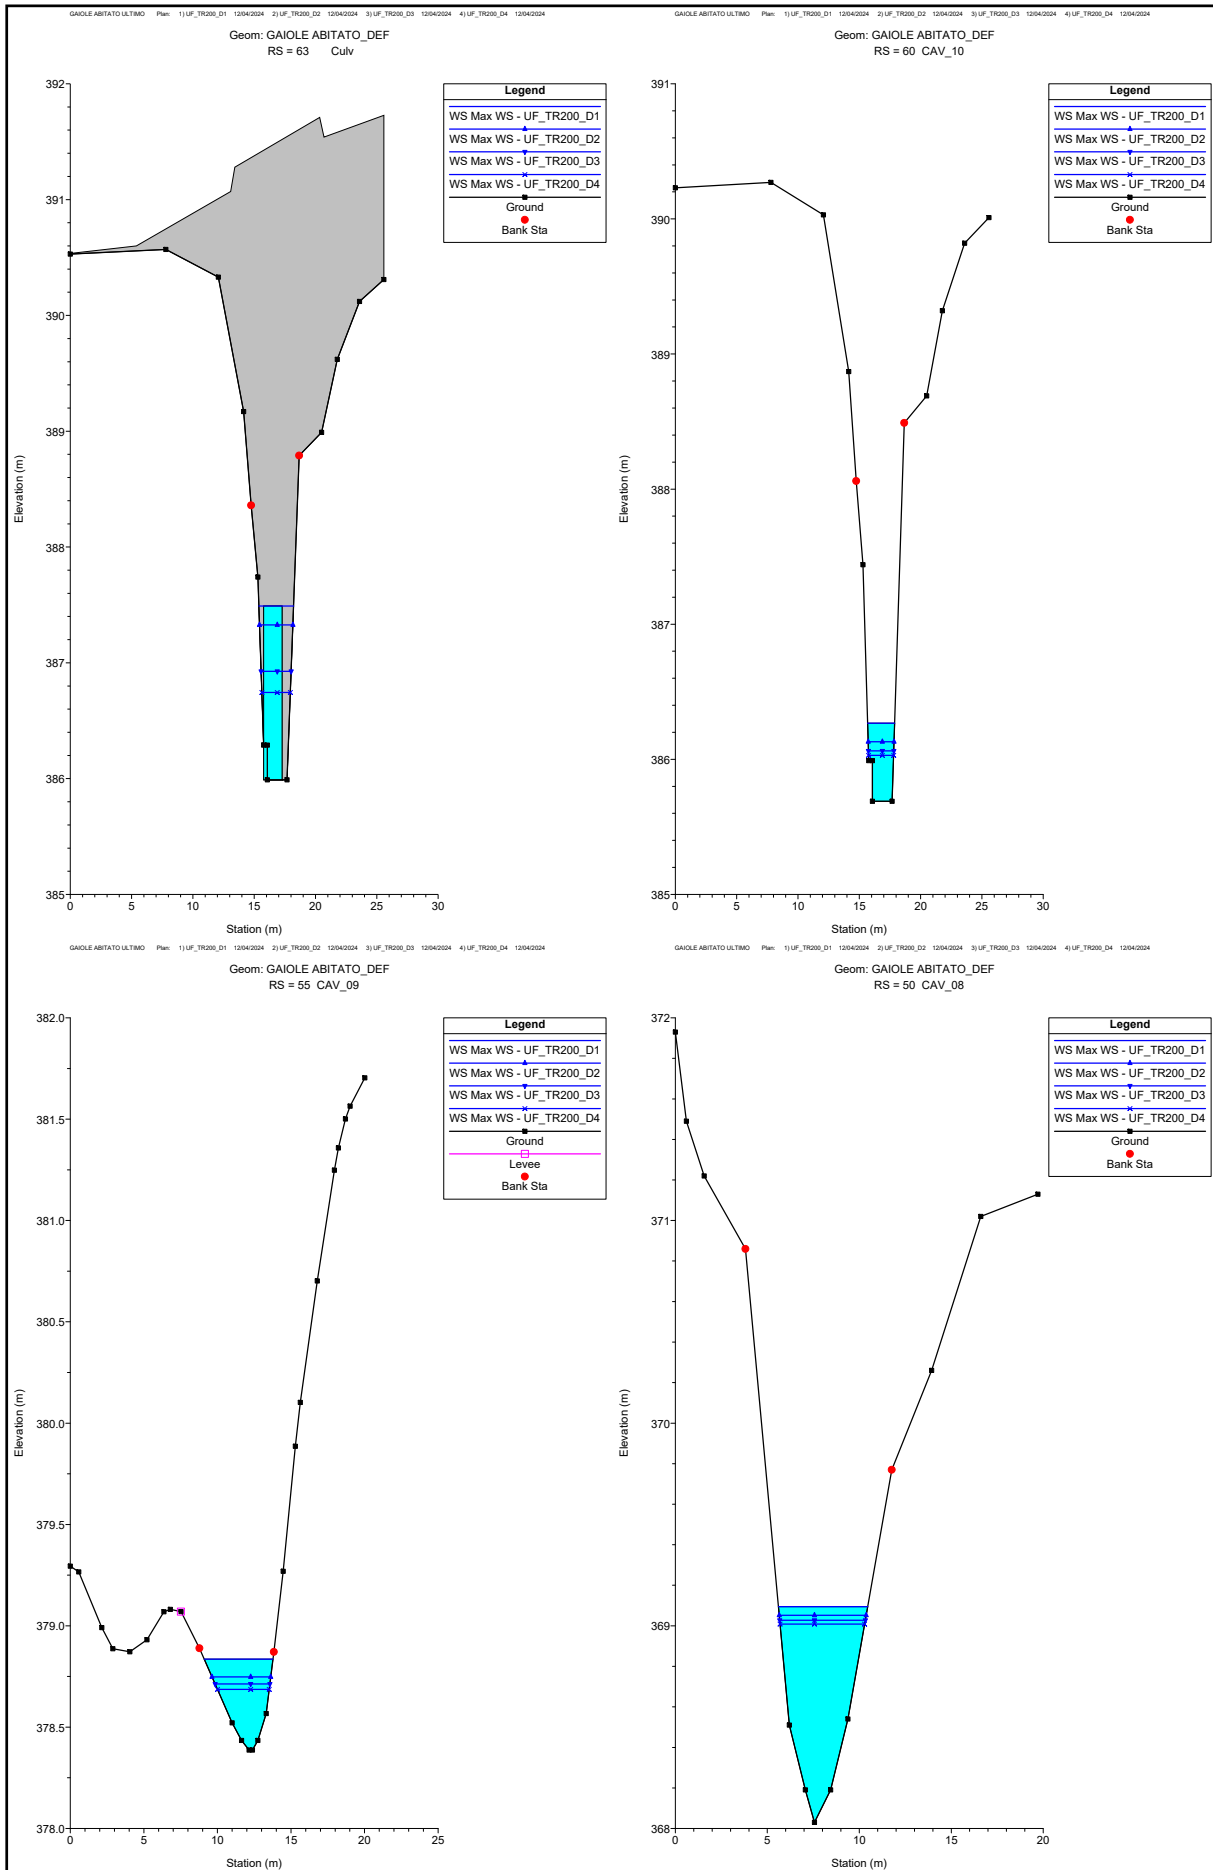 GAIOLE ABITATO ULTIMO Plan: 1) UF_TR200_D1 12/04/2024 2) UF_TR200_D2 12/04/2024 3) UF_TR200_D3 12/04/2024 4) UF_TR200_D4 12/04/2024
Geom: GAIOLE ABITATO_DEF
RS = 63 Culv
392
391
390
389
388
387
386
385
Elevation (m)
0 5 10 15 20 25 30
Station (m)
Legend
WS Max WS - UF_TR200_D1
WS Max WS - UF_TR200_D2
WS Max WS - UF_TR200_D3
WS Max WS - UF_TR200_D4
Ground
Bank Sta
GAIOLE ABITATO ULTIMO Plan: 1) UF_TR200_D1 12/04/2024 2) UF_TR200_D2 12/04/2024 3) UF_TR200_D3 12/04/2024 4) UF_TR200_D4 12/04/2024
Geom: GAIOLE ABITATO_DEF
RS = 60 CAV_10
391
390
389
388
387
386
385
Elevation (m)
0 5 10 15 20 25 30
Station (m)
Legend
WS Max WS - UF_TR200_D1
WS Max WS - UF_TR200_D2
WS Max WS - UF_TR200_D3
WS Max WS - UF_TR200_D4
Ground
Bank Sta
GAIOLE ABITATO ULTIMO Plan: 1) UF_TR200_D1 12/04/2024 2) UF_TR200_D2 12/04/2024 3) UF_TR200_D3 12/04/2024 4) UF_TR200_D4 12/04/2024
Geom: GAIOLE ABITATO_DEF
RS = 55 CAV_09
382.0
381.5
381.0
380.5
380.0
379.5
379.0
378.5
378.0
Elevation (m)
0 5 10 15 20 25
Station (m)
Legend
WS Max WS - UF_TR200_D1
WS Max WS - UF_TR200_D2
WS Max WS - UF_TR200_D3
WS Max WS - UF_TR200_D4
Ground
Levee
Bank Sta
GAIOLE ABITATO ULTIMO Plan: 1) UF_TR200_D1 12/04/2024 2) UF_TR200_D2 12/04/2024 3) UF_TR200_D3 12/04/2024 4) UF_TR200_D4 12/04/2024
Geom: GAIOLE ABITATO_DEF
RS = 50 CAV_08
372
371
370
369
368
Elevation (m)
0 5 10 15 20
Station (m)
Legend
WS Max WS - UF_TR200_D1
WS Max WS - UF_TR200_D2
WS Max WS - UF_TR200_D3
WS Max WS - UF_TR200_D4
Ground
Bank Sta